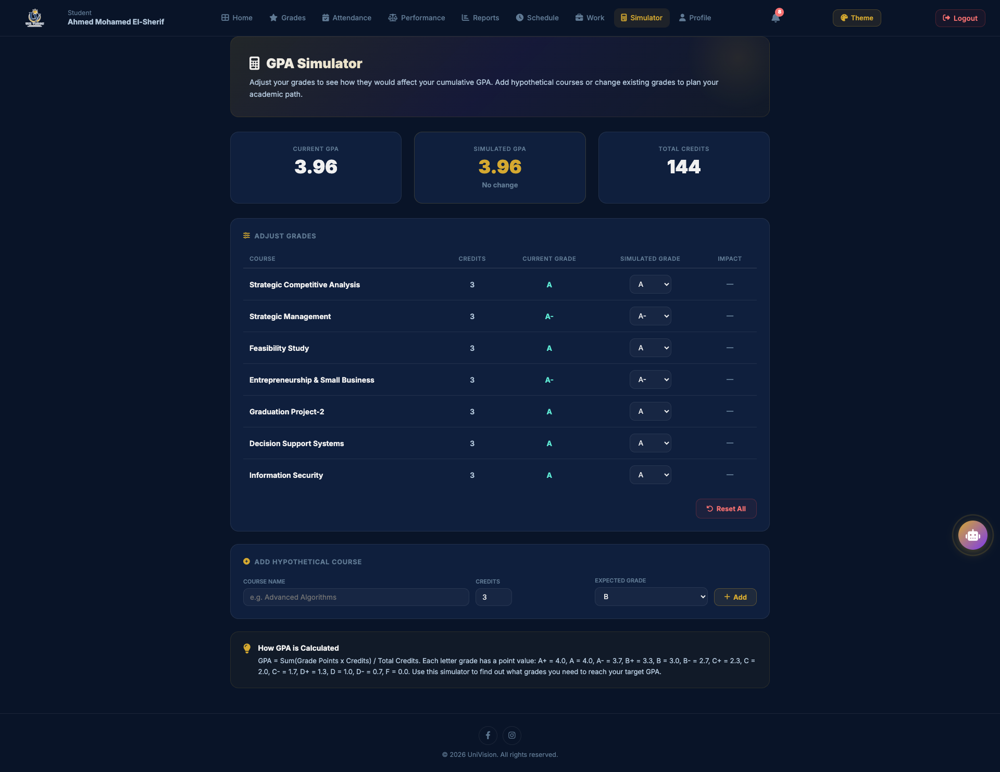 UNI VISION
Student
Ahmed Mohamed El-Sherif
Home
Grades
Attendance
Performance
Reports
Schedule
Work
Simulator
Profile
8
Theme
Logout
GPA Simulator
Adjust your grades to see how they would affect your cumulative GPA. Add hypothetical courses or change existing grades to plan your
academic path.
CURRENT GPA
3.96
SIMULATED GPA
3.96
No change
TOTAL CREDITS
144
ADJUST GRADES
COURSE CREDITS CURRENT GRADE SIMULATED GRADE IMPACT
Strategic Competitive Analysis 3 A A —
Strategic Management 3 A- A- —
Feasibility Study 3 A A —
Entrepreneurship & Small Business 3 A- A- —
Graduation Project-2 3 A A —
Decision Support Systems 3 A A —
Information Security 3 A A —
Reset All
ADD HYPOTHETICAL COURSE
COURSE NAME
e.g. Advanced Algorithms
CREDITS
3
EXPECTED GRADE
B
+ Add
How GPA is Calculated
GPA = Sum(Grade Points x Credits) / Total Credits. Each letter grade has a point value: A+ = 4.0, A = 4.0, A- = 3.7, B+ = 3.3, B = 3.0, B- = 2.7, C+ = 2.3, C =
2.0, C- = 1.7, D+ = 1.3, D = 1.0, D- = 0.7, F = 0.0. Use this simulator to find out what grades you need to reach your target GPA.
© 2026 UniVision. All rights reserved.